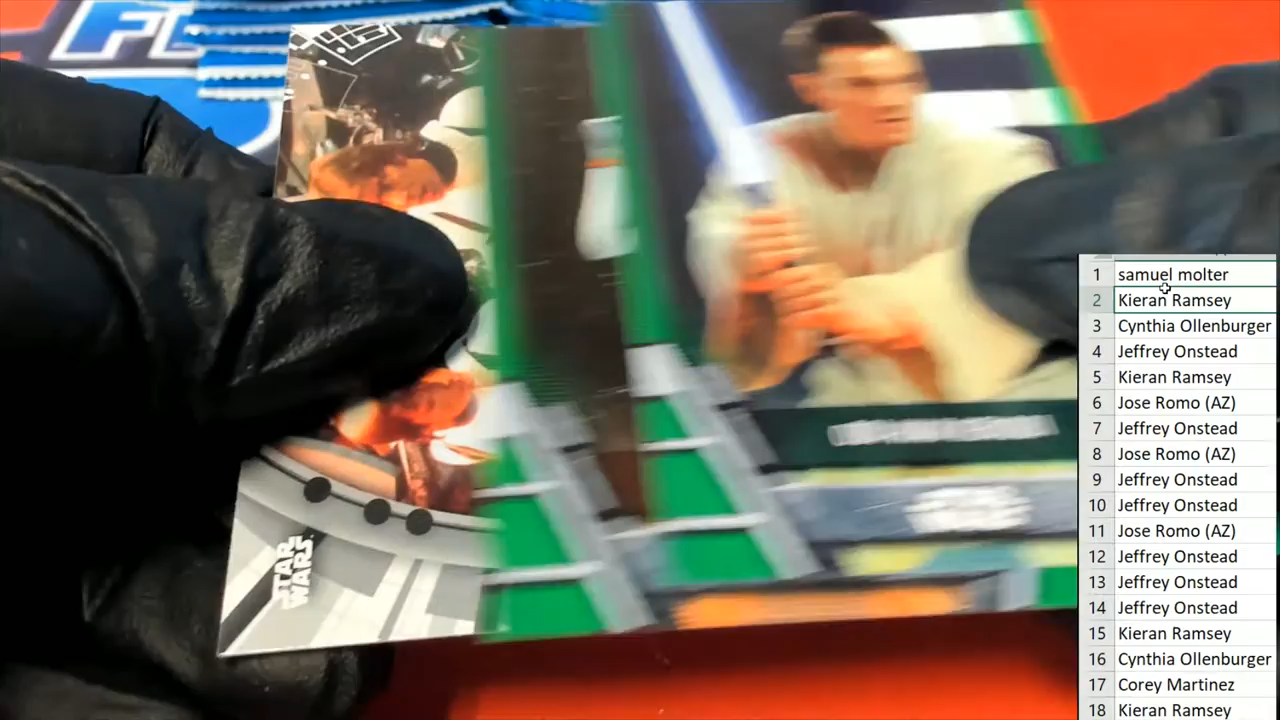 STAR
WARS
1 samuel molter
2 Kieran Ramsey
3 Cynthia Ollenburger
4 Jeffrey Onstead
5 Kieran Ramsey
6 Jose Romo (AZ)
7 Jeffrey Onstead
8 Jose Romo (AZ)
9 Jeffrey Onstead
10 Jeffrey Onstead
11 Jose Romo (AZ)
12 Jeffrey Onstead
13 Jeffrey Onstead
14 Jeffrey Onstead
15 Kieran Ramsey
16 Cynthia Ollenburger
17 Corey Martinez
18 Kieran Ramsey